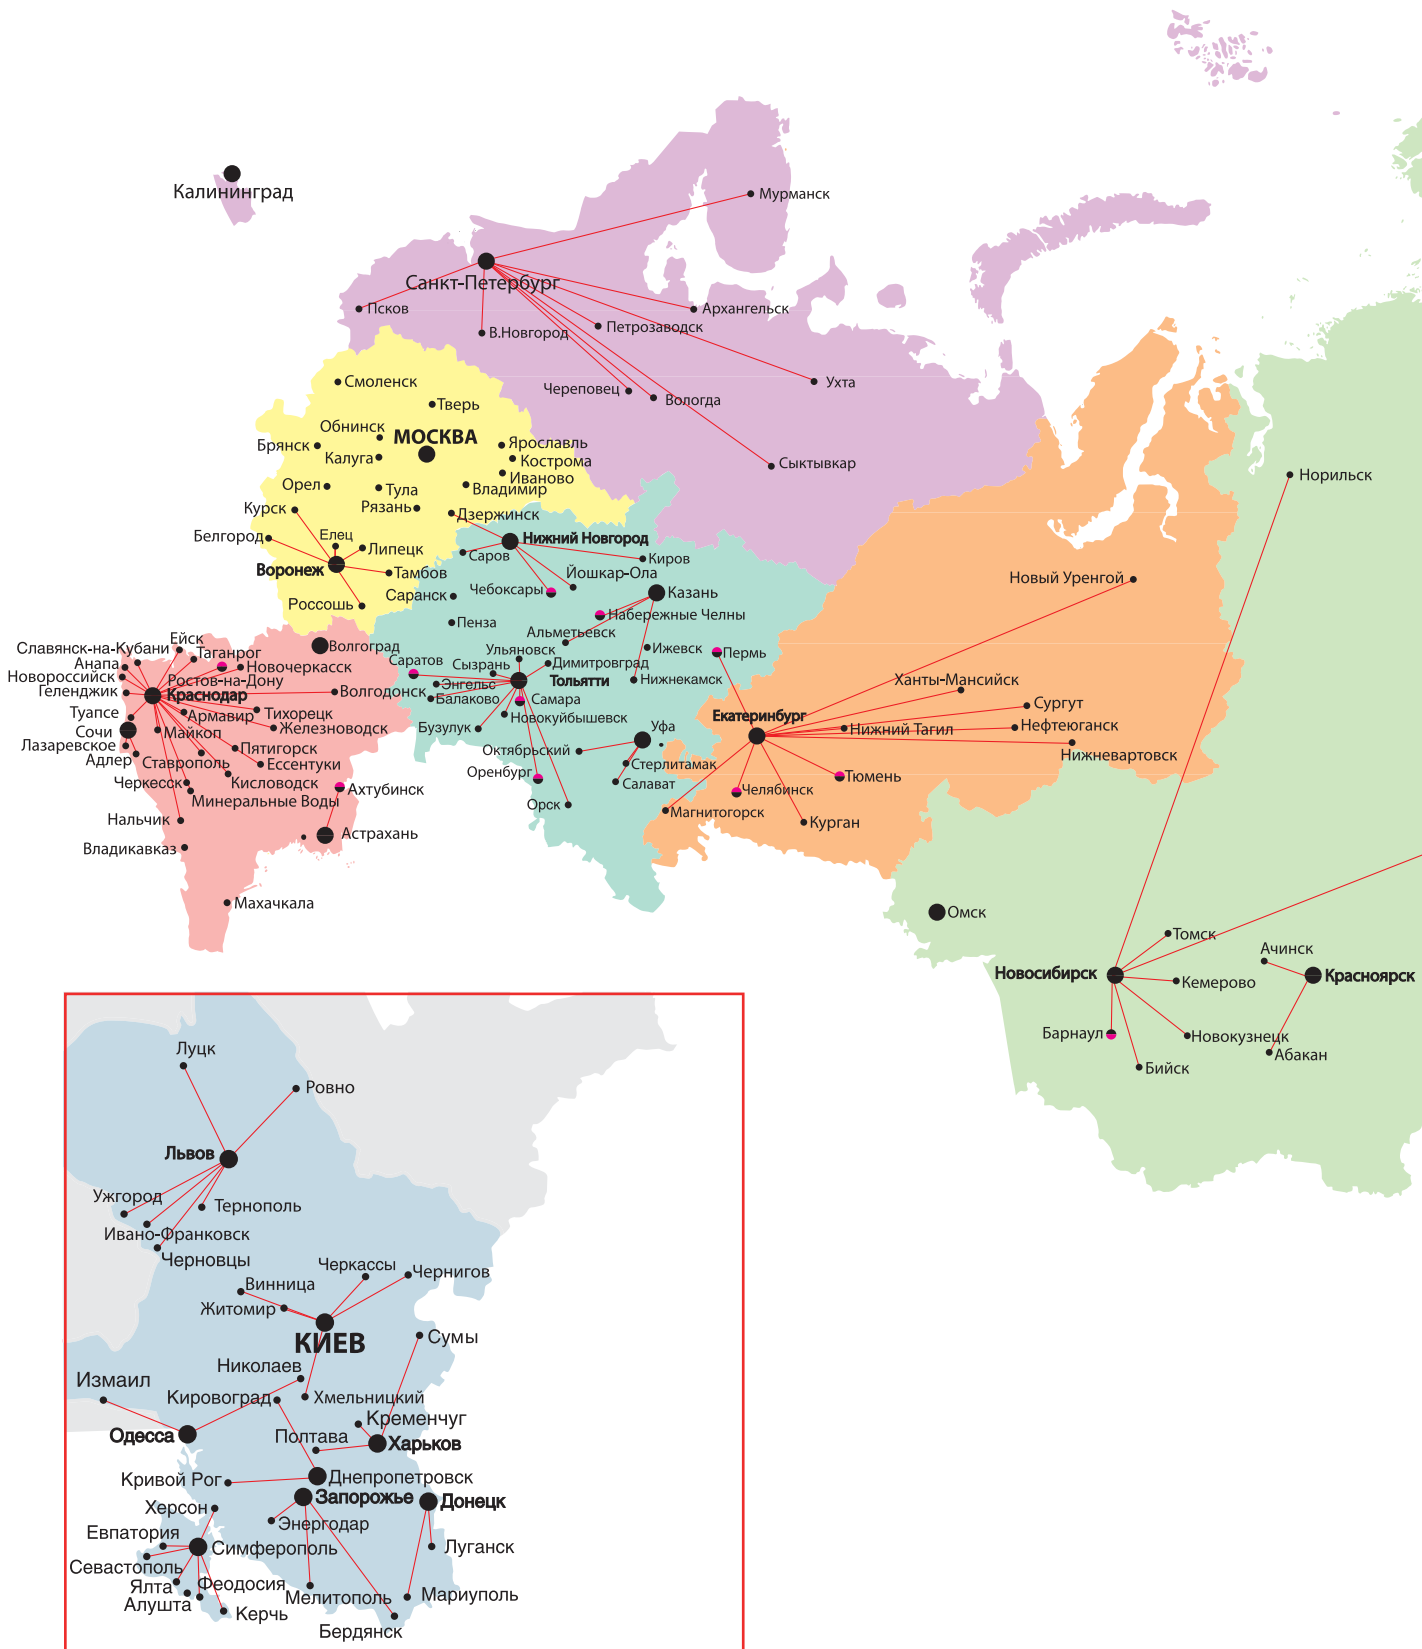 Калининград
Мурманск
Санкт-Петербург
Псков
Архангельск
В.Новгород
Петрозаводск
Череповец
Вологда
Ухта
Сыктывкар
Смоленск
Тверь
Обнинск
Брянск
МОСКВА
Калуга
Ярославль
Кострома
Иваново
Орел
Тула
Владимир
Курск
Рязань
Дзержинск
Белгород
Елец
Липецк
Нижний Новгород
Воронеж
Тамбов
Саров
Киров
Россошь
Саранск
Чебоксары
Йошкар-Ола
Казань
Набережные Челны
Пенза
Альметьевск
Норильск
Новый Уренгой
Ейск
Славянск-на-Кубани
Таганрог
Волгоград
Анапа
Новочеркасск
Саратов
Ульяновск
Ижевск
Пермь
Новороссийск
Ростов-на-Дону
Сызрань
Димитровград
Геленджик
Краснодар
Волгодонск
Энгельс
Тольятти
Нижнекамск
Ханты-Мансийск
Балаково
Самара
Туапсе
Армавир
Тихорецк
Новокуйбышевск
Екатеринбург
Сургут
Сочи
Майкоп
Железноводск
Бузулук
Уфа
Нижний Тагил
Нефтеюганск
Лазаревское
Пятигорск
Октябрьский
Нижневартовск
Адлер
Ставрополь
Ессентуки
Стерлитамак
Черкесск
Кисловодск
Ахтубинск
Оренбург
Салават
Тюмень
Минеральные Воды
Орск
Магнитогорск
Челябинск
Нальчик
Астрахань
Курган
Владикавказ
Махачкала
Омск
Томск
Ачинск
Новосибирск
Кемерово
Красноярск
Барнаул
Новокузнецк
Абакан
Бийск
Луцк
Ровно
Львов
Ужгород
Тернополь
Ивано-Франковск
Черновцы
Черкассы
Чернигов
Винница
Житомир
КИЕВ
Сумы
Николаев
Измаил
Кировоград
Хмельницкий
Кременчуг
Одесса
Полтава
Харьков
Кривой Рог
Днепропетровск
Херсон
Запорожье
Донецк
Энергодар
Евпатория
Симферополь
Луганск
Севастополь
Ялта
Феодосия
Алушта
Керчь
Мелитополь
Мариуполь
Бердянск